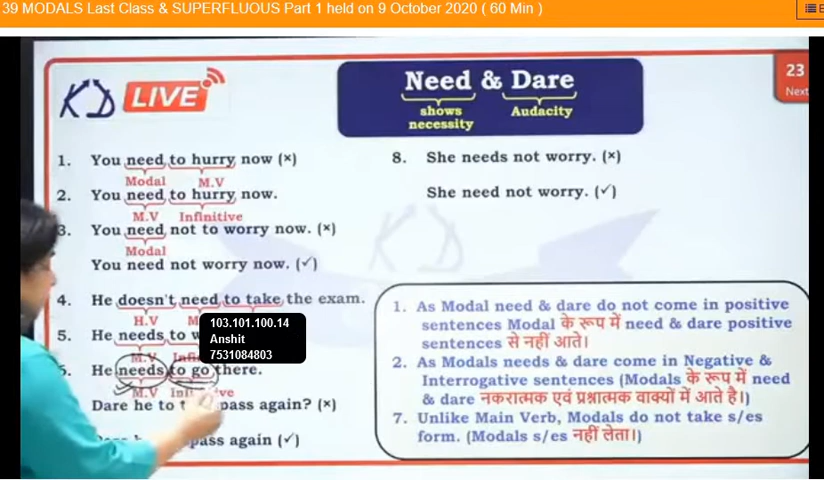 39 MODALS Last Class & SUPERFLUOUS Part 1 held on 9 October 2020 ( 60 Min )
KD LIVE
Need & Dare
shows necessity
Audacity
23
Next
1. You need to hurry now (×)
Modal M.V
2. You need to hurry now.
M.V Infinitive
3. You need not to worry now. (×)
Modal
You need not worry now. (✓)
4. He doesn't need to take the exam.
H.V M
5. He needs to
M.V Inf
5. He needs to go there.
M.V
Dare he to pass again? (×)
pass again (✓)
103.101.100.14
Anshit
7531084803
8. She needs not worry. (×)
She need not worry. (✓)
KD
1. As Modal need & dare do not come in positive
sentences Modal के रूप में need & dare positive
sentences से नहीं आते।
2. As Modals needs & dare come in Negative &
Interrogative sentences (Modals के रूप में need
& dare नकरात्मक एवं प्रश्नात्मक वाक्यों में आते है।)
7. Unlike Main Verb, Modals do not take s/es
form. (Modals s/es नहीं लेता।)